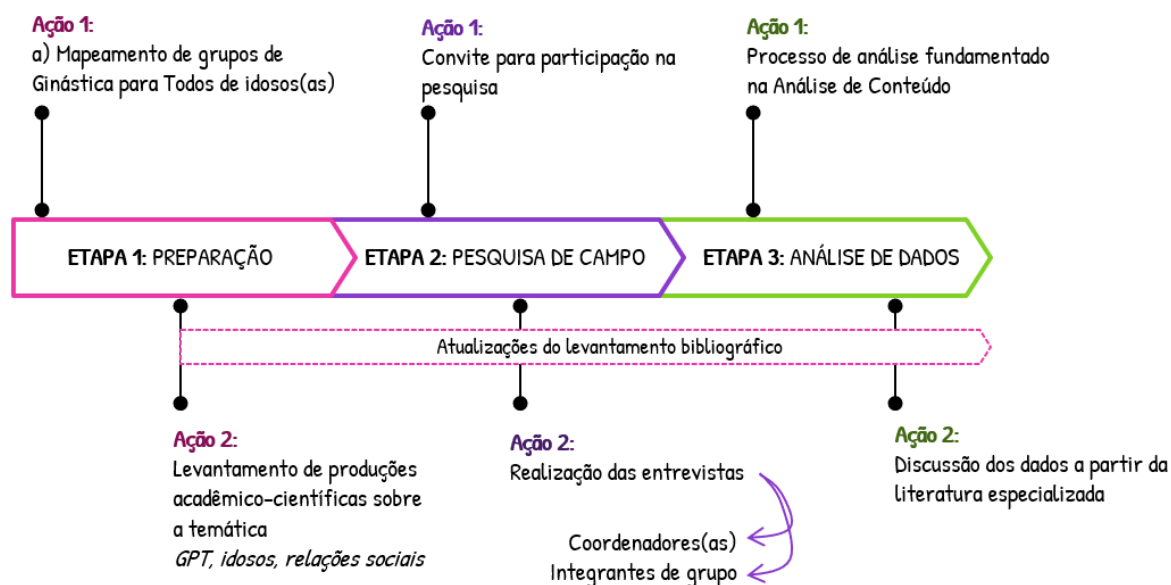 Ação 1:
a) Mapeamento de grupos de
Ginástica para Todos de idosos(as)
Ação 1:
Convite para participação na
pesquisa
Ação 1:
Processo de análise fundamentado
na Análise de Conteúdo
ETAPA 1: PREPARAÇÃO
ETAPA 2: PESQUISA DE CAMPO
ETAPA 3: ANÁLISE DE DADOS
Atualizações do levantamento bibliográfico
Ação 2:
Levantamento de produções
acadêmico-científicas sobre
a temática
GPT, idosos, relações sociais
Ação 2:
Realização das entrevistas
Coordenadores(as)
Integrantes de grupo
Ação 2:
Discussão dos dados a partir da
literatura especializada